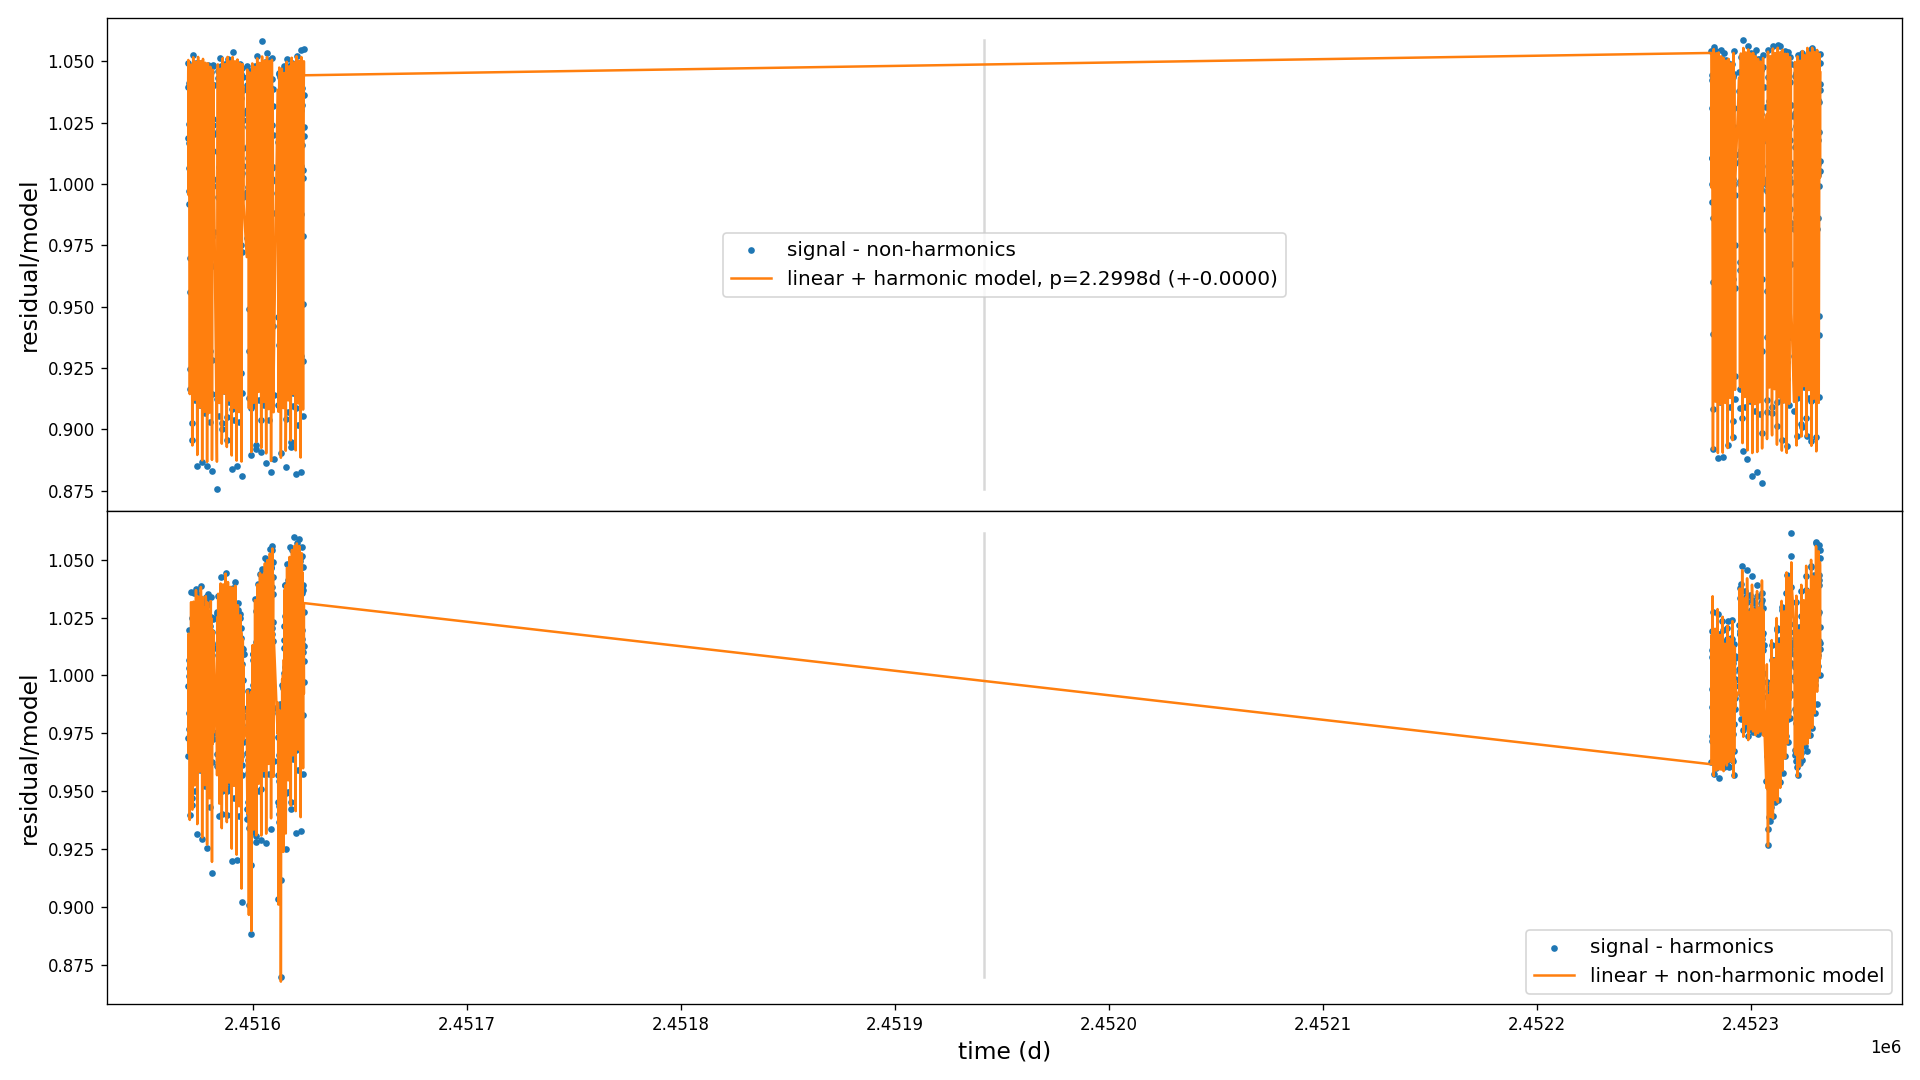 1.050
1.025
1.000
0.975
0.950
0.925
0.900
0.875
residual/model
signal - non-harmonics
linear + harmonic model, p=2.2998d (+-0.0000)
1.050
1.025
1.000
0.975
0.950
0.925
0.900
0.875
residual/model
signal - harmonics
linear + non-harmonic model
2.4516 2.4517 2.4518 2.4519 2.4520 2.4521 2.4522 2.4523
1e6
time (d)